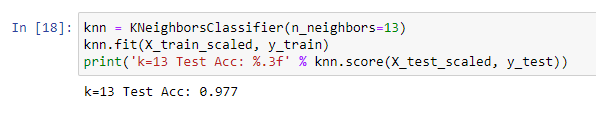 In [18]: knn = KNeighborsClassifier(n_neighbors=13)
knn.fit(X_train_scaled, y_train)
print('k=13 Test Acc: %.3f' % knn.score(X_test_scaled, y_test))
k=13 Test Acc: 0.977